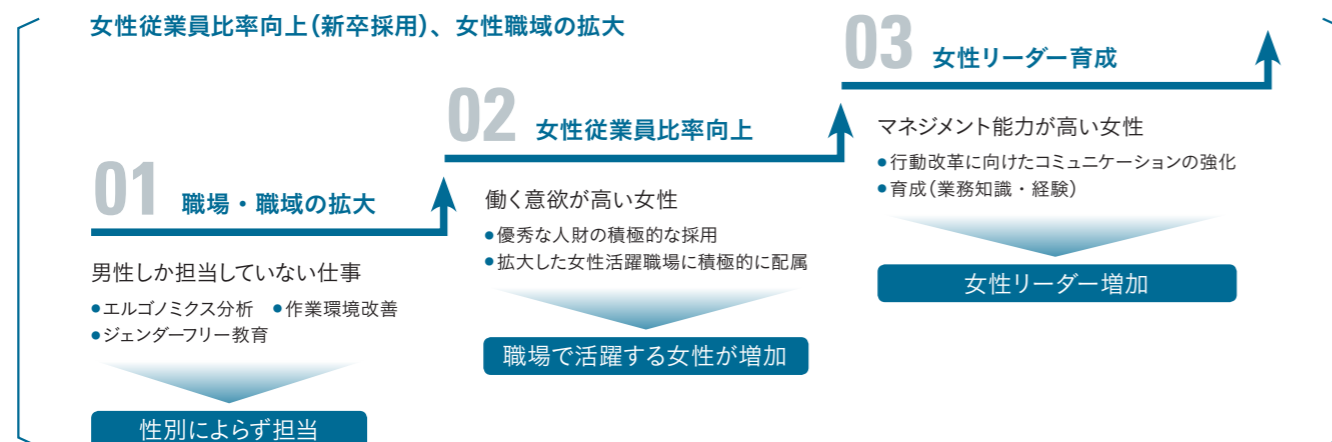 女性従業員比率向上(新卒採用)、女性職域の拡大
01 職場・職域の拡大
男性しか担当していない仕事
●エルゴノミクス分析 ●作業環境改善
●ジェンダーフリー教育
性別によらず担当
02 女性従業員比率向上
働く意欲が高い女性
●優秀な人財の積極的な採用
●拡大した女性活躍職場に積極的に配属
職場で活躍する女性が増加
03 女性リーダー育成
マネジメント能力が高い女性
●行動改革に向けたコミュニケーションの強化
●育成(業務知識・経験)
女性リーダー増加